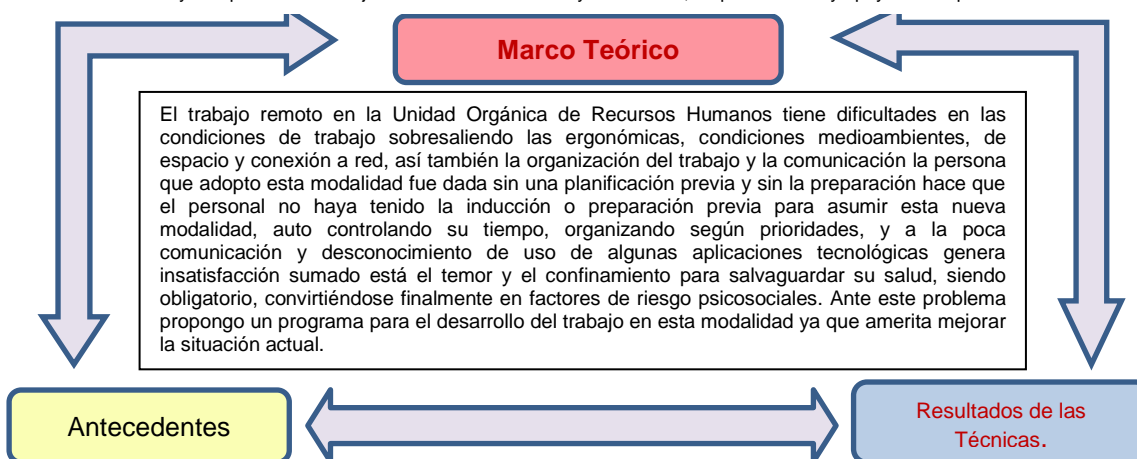 Marco Teórico
El trabajo remoto en la Unidad Orgánica de Recursos Humanos tiene dificultades en las
condiciones de trabajo sobresaliendo las ergonómicas, condiciones medioambientes, de
espacio y conexión a red, así también la organización del trabajo y la comunicación la persona
que adopto esta modalidad fue dada sin una planificación previa y sin la preparación hace que
el personal no haya tenido la inducción o preparación previa para asumir esta nueva
modalidad, auto controlando su tiempo, organizando según prioridades, y a la poca
comunicación y desconocimiento de uso de algunas aplicaciones tecnológicas genera
insatisfacción sumado está el temor y el confinamiento para salvaguardar su salud, siendo
obligatorio, convirtiéndose finalmente en factores de riesgo psicosociales. Ante este problema
propongo un programa para el desarrollo del trabajo en esta modalidad ya que amerita mejorar
la situación actual.
Antecedentes
Resultados de las
Técnicas.